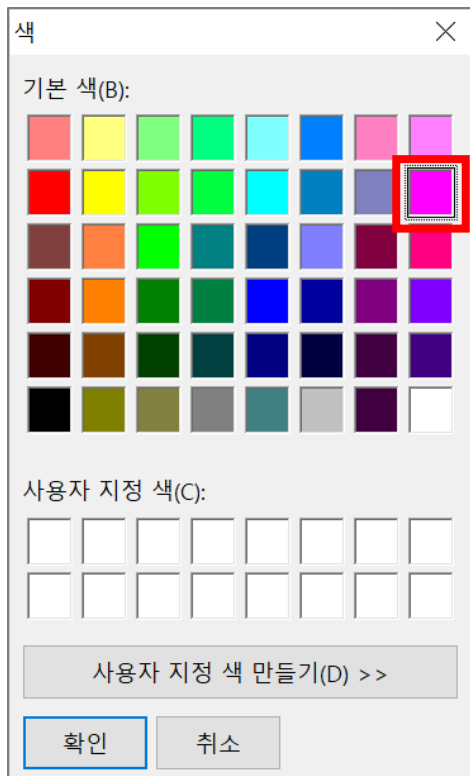 색
기본 색(B):
사용자 지정 색(C):
사용자 지정 색 만들기(D) >>
확인
취소